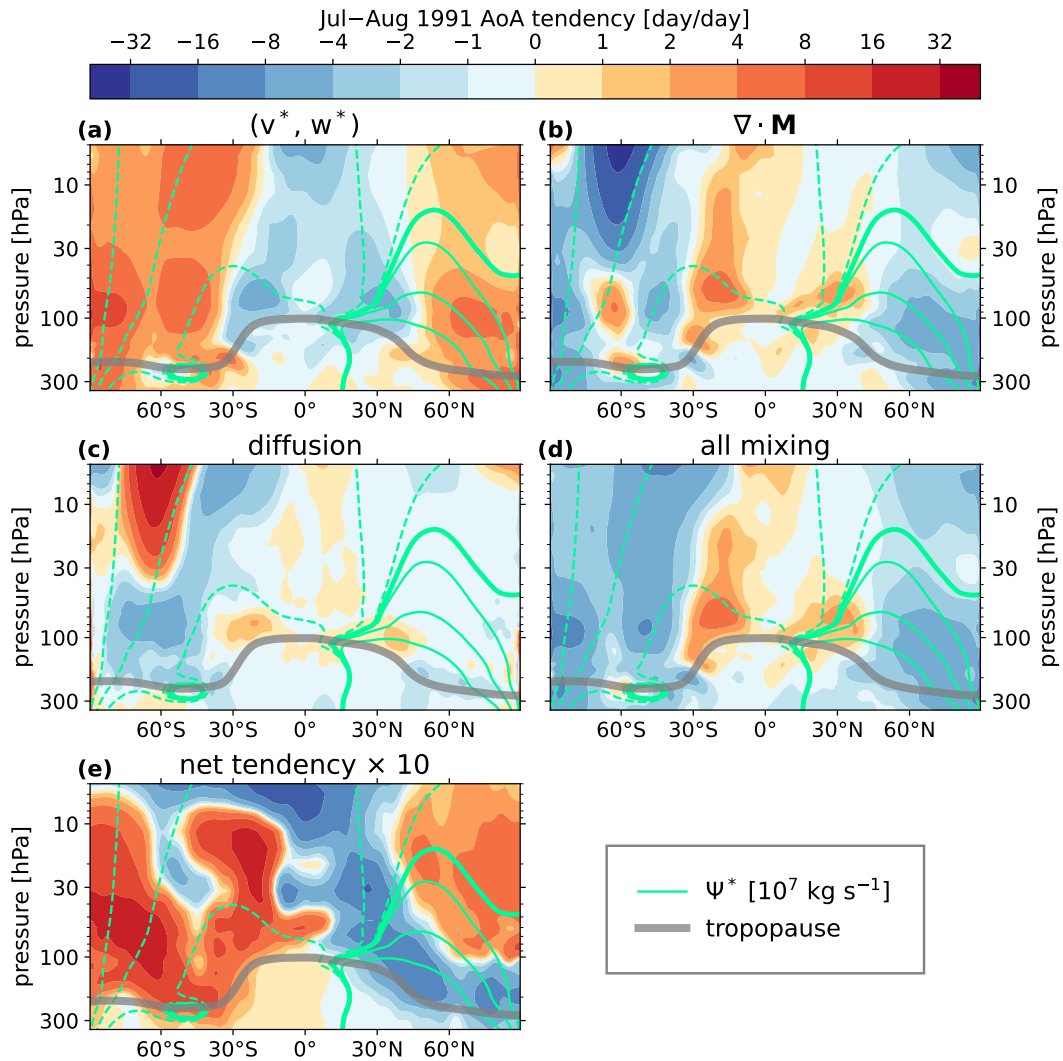 Jul−Aug 1991 AoA tendency [day/day]
−32 −16 −8 −4 −2 −1 0 1 2 4 8 16 32
(a) (v*, w*)
(b) ∇ · M
pressure [hPa]
10
30
100
300
60°S 30°S 0° 30°N 60°N
10
30
100
300
pressure [hPa]
60°S 30°S 0° 30°N 60°N
(c) diffusion
(d) all mixing
pressure [hPa]
10
30
100
300
60°S 30°S 0° 30°N 60°N
10
30
100
300
pressure [hPa]
60°S 30°S 0° 30°N 60°N
(e) net tendency × 10
pressure [hPa]
10
30
100
300
60°S 30°S 0° 30°N 60°N
Ψ* [10⁷ kg s⁻¹]
tropopause